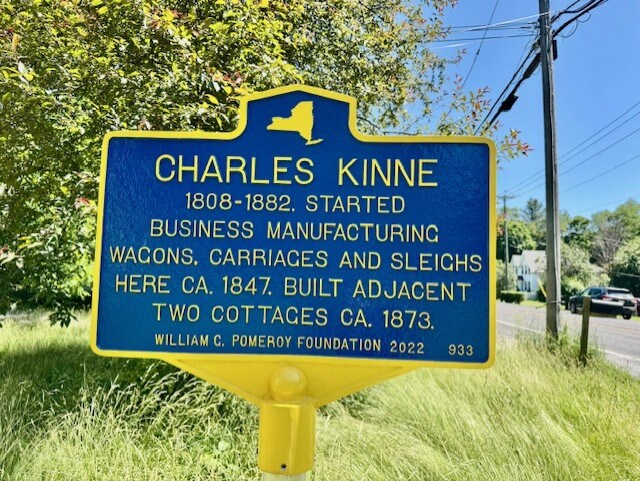 CHARLES KINNE
1808-1882. STARTED
BUSINESS MANUFACTURING
WAGONS, CARRIAGES AND SLEIGHS
HERE CA. 1847. BUILT ADJACENT
TWO COTTAGES CA. 1873.
WILLIAM G. POMEROY FOUNDATION 2022 933